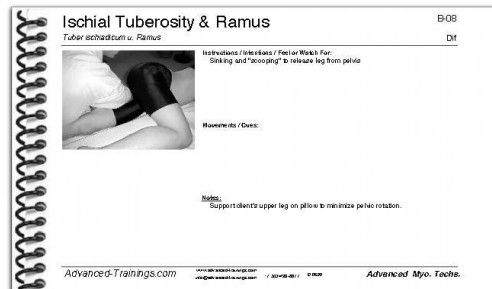 Ischial Tuberosity & Ramus
B-08
Tuber ischiadicum u. Ramus
Dif
Instructions / Intentions / Feel or Watch For:
Sinking and "scooping" to release leg from pelvis
Movements / Cues:
Notes:
Support client's upper leg on pillow to minimize pelvic rotation.
Advanced-Trainings.com
Advanced Myo. Techs.